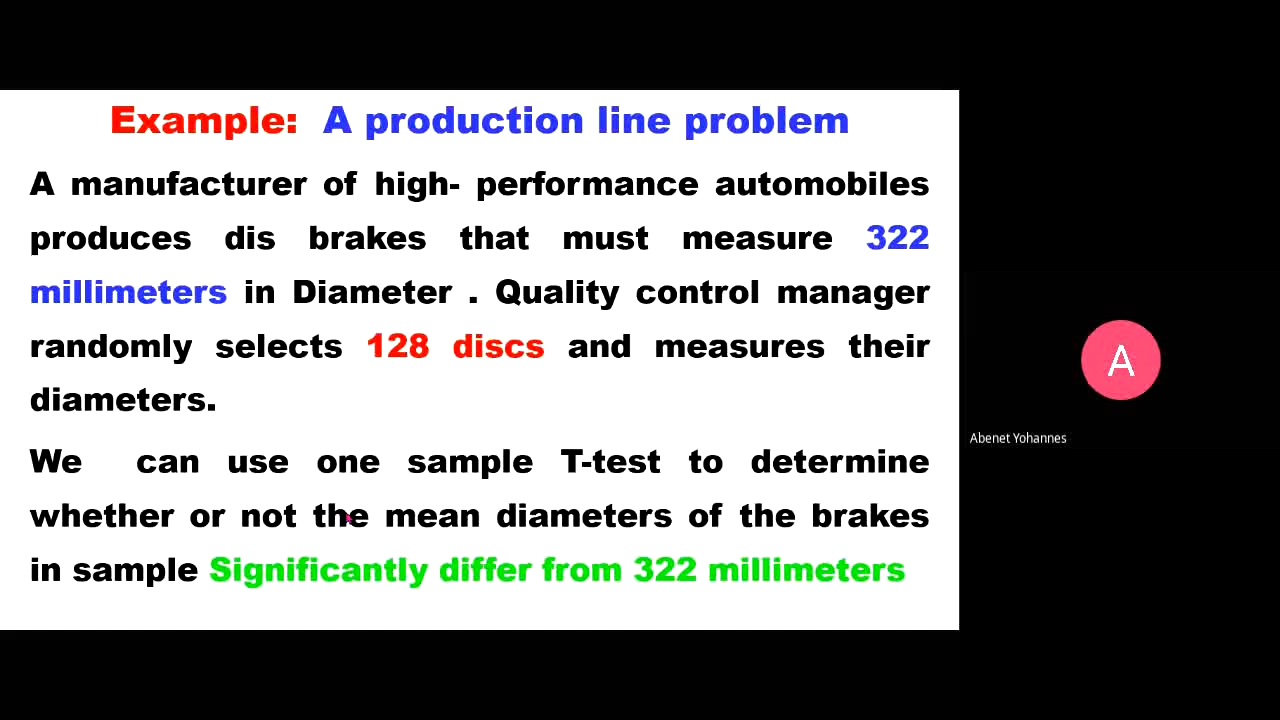 Example: A production line problem
A manufacturer of high- performance automobiles
produces dis brakes that must measure 322
millimeters in Diameter . Quality control manager
randomly selects 128 discs and measures their
diameters.
We can use one sample T-test to determine
whether or not the mean diameters of the brakes
in sample Significantly differ from 322 millimeters
A
Abenet Yohannes